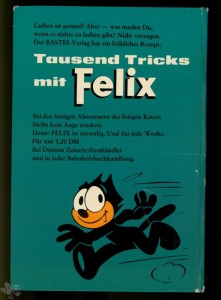 Lachen ist gesund! Aber — was machst Du,
wenn es nichts zu lachen gibt? Nicht verzagen.
Der BASTEI-Verlag hat ein fröhliches Rezept:
Tausend Tricks
mit Felix
Bei den lustigen Abenteuern des listigen Katers
bleibt kein Auge trocken.
Denn: FELIX ist einmalig. Und das jede Woche.
Für nur 1,20 DM
Bei Deinem Zeitschriftenhändler
und in jeder Bahnhofsbuchhandlung.